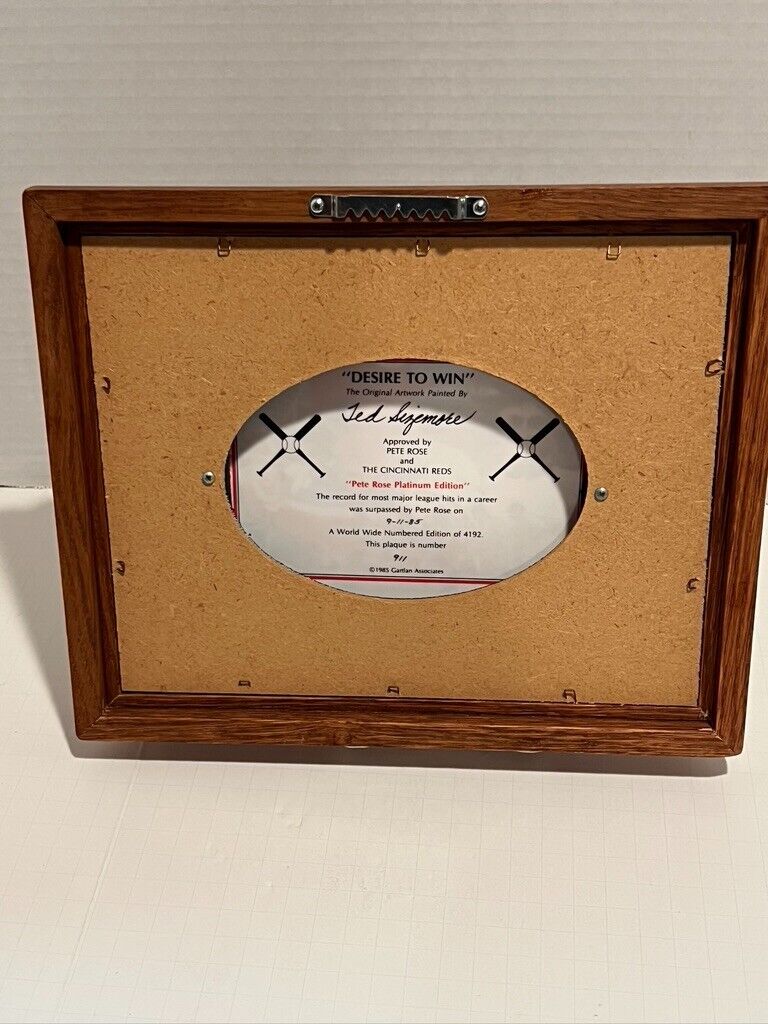 "DESIRE TO WIN"
The Original Artwork Painted By
Ted Sizemore
Approved by
PETE ROSE
and
THE CINCINNATI REDS
"Pete Rose Platinum Edition"
The record for most major league hits in a career
was surpassed by Pete Rose on
9-11-85
A World Wide Numbered Edition of 4192.
This plaque is number
911
©1985 Gartlan Associates